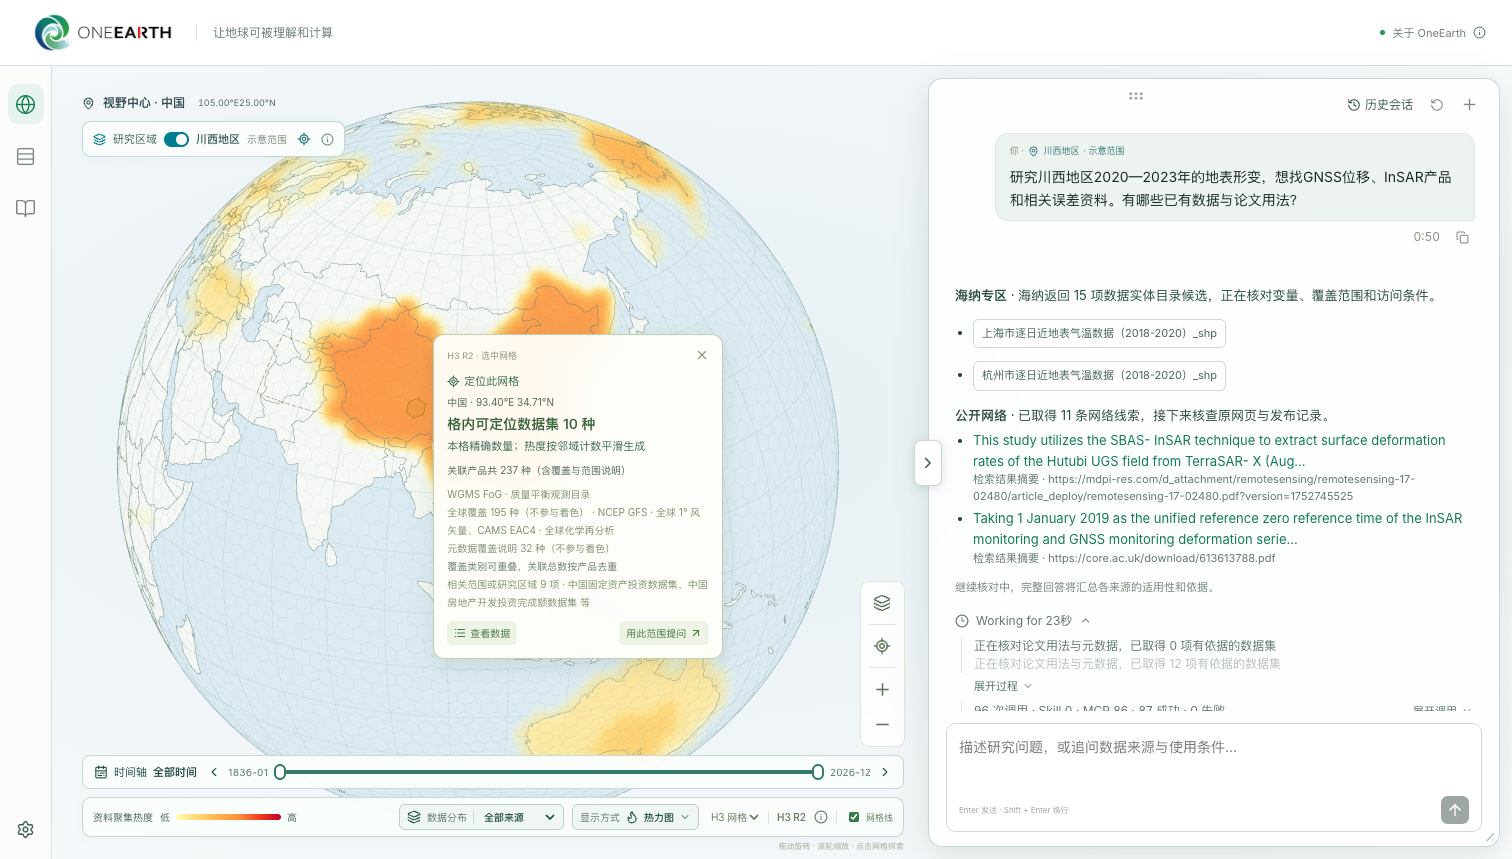 ONEEARTH
让地球可被理解和计算
关于 OneEarth
视野中心 · 中国 105.00°E25.00°N
研究区域 川西地区 示意范围
H3 R2 · 选中网格
定位此网格
中国 · 93.40°E 34.71°N
格内可定位数据集 10 种
本格精确数量；热度按邻域计数平滑生成
关联产品共 237 种（含覆盖与范围说明）
WGMS FoG · 质量平衡观测目录
全球覆盖 195 种（不参与着色） · NCEP GFS · 全球 1° 风
矢量、CAMS EAC4 · 全球化学再分析
元数据覆盖说明 32 种（不参与着色）
覆盖类别可重叠，关联总数按产品去重
相关范围或研究区域 9 项 · 中国固定资产投资数据集、中国
房地产开发投资完成额数据集 等
查看数据 用此范围提问
时间轴 全部时间 1836-01 2026-12
资料聚集热度 低 高 数据分布 全部来源 显示方式 热力图 H3 网格 H3 R2 网格线
拖动旋转 · 滚轮缩放 · 点击网格探索
历史会话
你 · 川西地区 · 示意范围
研究川西地区2020—2023年的地表形变，想找GNSS位移、InSAR产品
和相关误差资料。有哪些已有数据与论文用法?
0:50
海纳专区 · 海纳返回 15 项数据实体目录候选，正在核对变量、覆盖范围和访问条件。
上海市逐日近地表气温数据（2018-2020）_shp
杭州市逐日近地表气温数据（2018-2020）_shp
公开网络 · 已取得 11 条网络线索，接下来核查原网页与发布记录。
This study utilizes the SBAS- InSAR technique to extract surface deformation
rates of the Hutubi UGS field from TerraSAR- X (Aug...
检索结果摘要 · https://mdpi-res.com/d_attachment/remotesensing/remotesensing-17-
02480/article_deploy/remotesensing-17-02480.pdf?version=1752745525
Taking 1 January 2019 as the unified reference zero reference time of the InSAR
monitoring and GNSS monitoring deformation serie...
检索结果摘要 · https://core.ac.uk/download/613613788.pdf
继续核对中，完整回答将汇总各来源的适用性和依据。
Working for 23秒
正在核对论文用法与元数据，已取得 0 项有依据的数据集
正在核对论文用法与元数据，已取得 12 项有依据的数据集
展开过程
96 次调用 · Skill 0 · MCP 86 · 87 成功 · 0 失败 展开调用
描述研究问题，或追问数据来源与使用条件...
Enter 发送 · Shift + Enter 换行